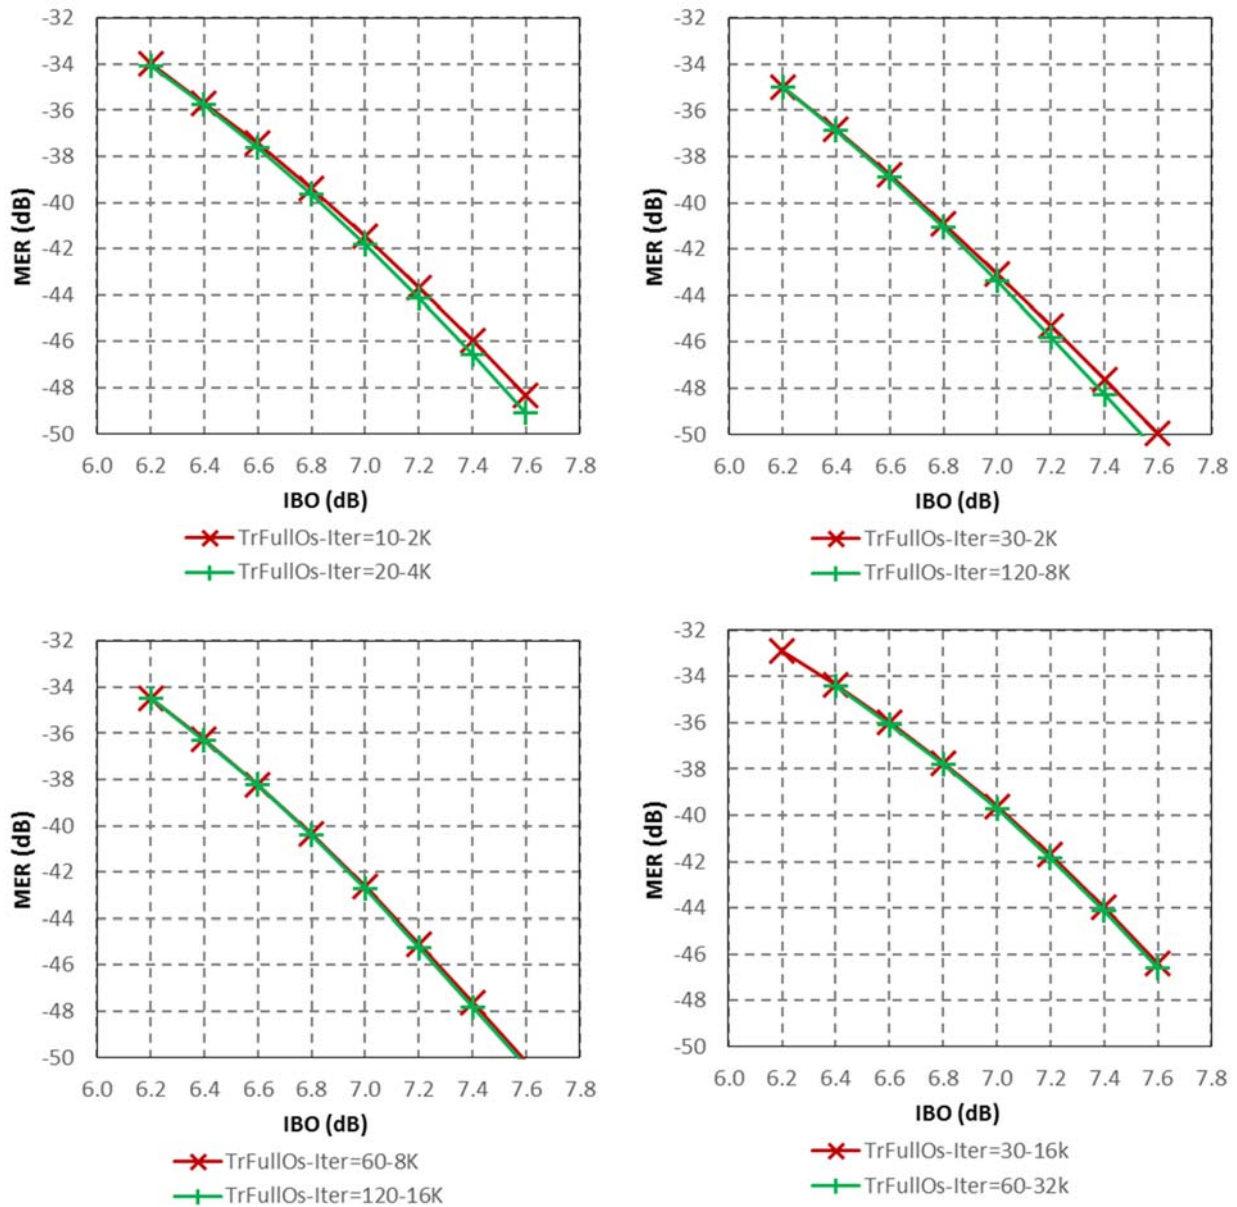 -32
-34
-36
-38
-40
-42
-44
-46
-48
-50
MER (dB)
6.0 6.2 6.4 6.6 6.8 7.0 7.2 7.4 7.6 7.8
IBO (dB)
TrFullOs-Iter=10-2K
TrFullOs-Iter=20-4K
-32
-34
-36
-38
-40
-42
-44
-46
-48
-50
MER (dB)
6.0 6.2 6.4 6.6 6.8 7.0 7.2 7.4 7.6 7.8
IBO (dB)
TrFullOs-Iter=30-2K
TrFullOs-Iter=120-8K
-32
-34
-36
-38
-40
-42
-44
-46
-48
-50
MER (dB)
6.0 6.2 6.4 6.6 6.8 7.0 7.2 7.4 7.6 7.8
IBO (dB)
TrFullOs-Iter=60-8K
TrFullOs-Iter=120-16K
-32
-34
-36
-38
-40
-42
-44
-46
-48
-50
MER (dB)
6.0 6.2 6.4 6.6 6.8 7.0 7.2 7.4 7.6 7.8
IBO (dB)
TrFullOs-Iter=30-16k
TrFullOs-Iter=60-32k